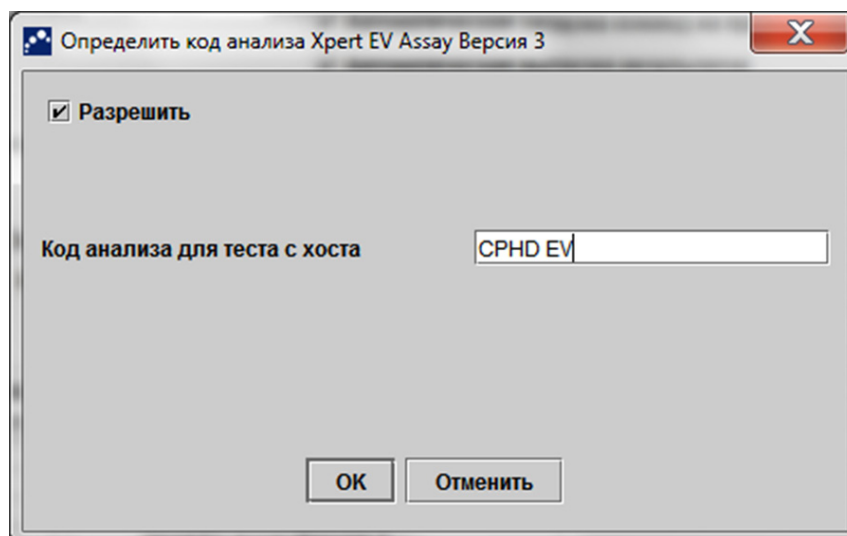 Определить код анализа Xpert EV Assay Версия 3
Разрешить
Код анализа для теста с хоста
CPHD EV
OK
Отменить